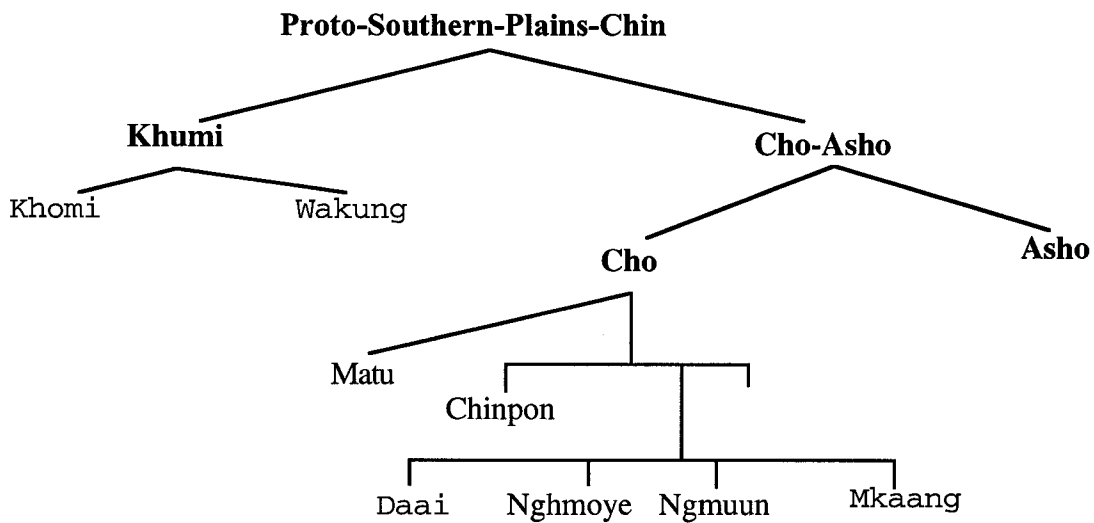 Proto-Southern-Plains-Chin
Khumi
Cho-Asho
Khomi
Wakung
Cho
Asho
Matu
Chinpon
Daai
Nghmoye
Ngmuun
Mkaang